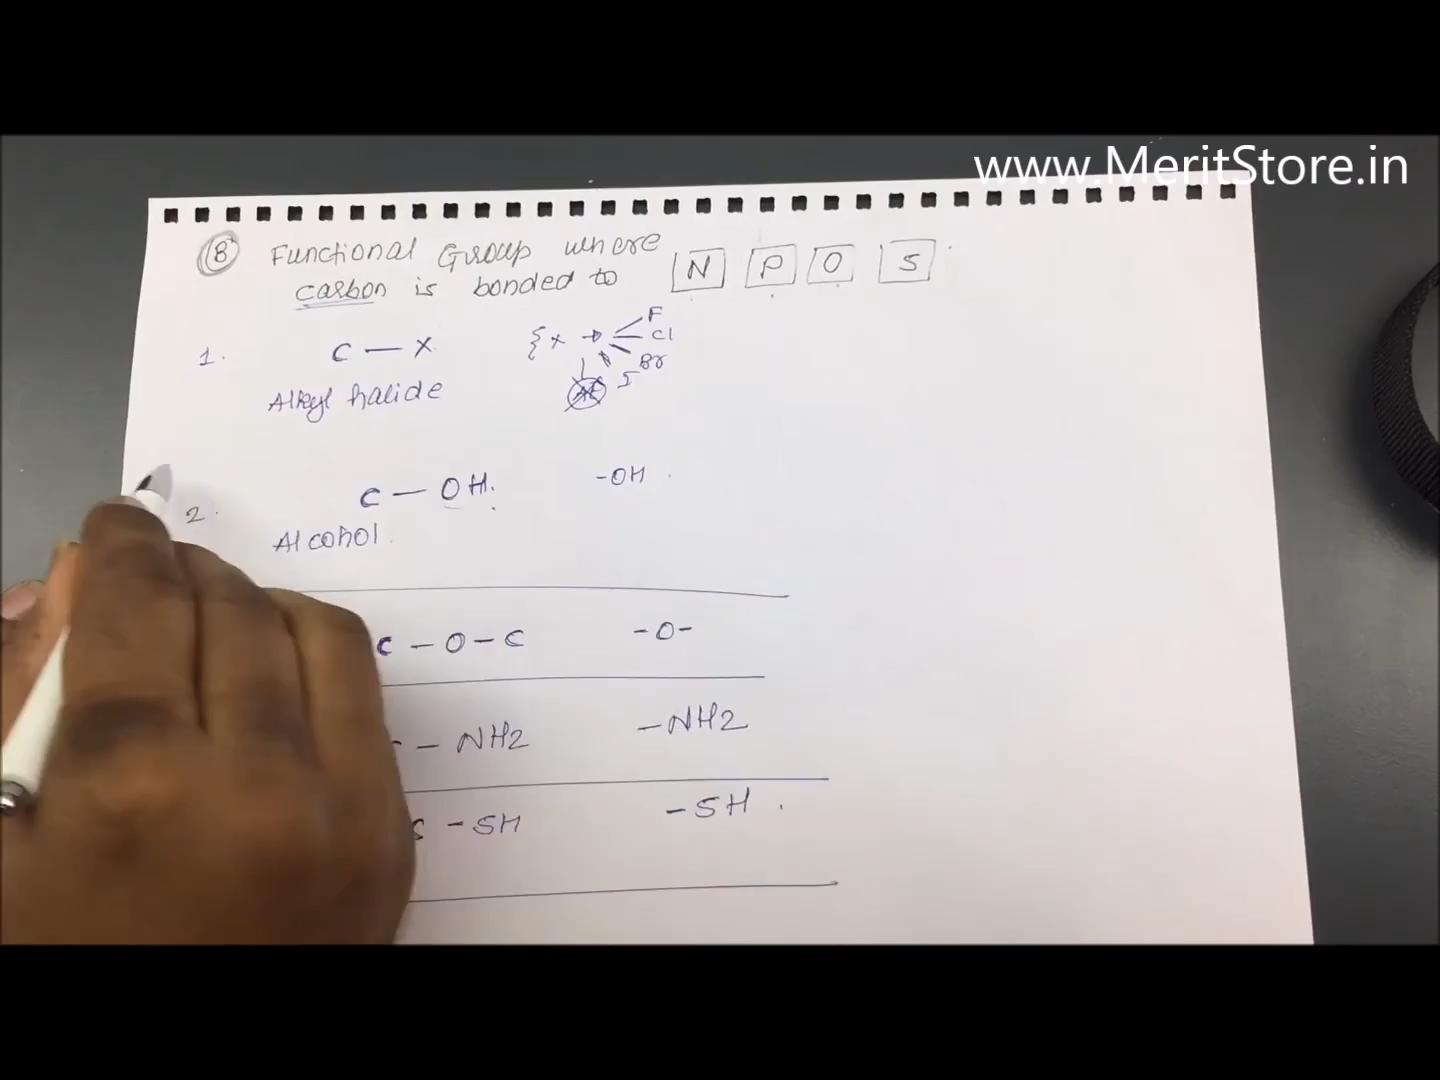 www.MeritStore.in
B Functional Group where
carbon is bonded to N P O S
1. C — X { X → F
Cl
Br
I
At
Alkyl halide
2. C — OH. -OH.
Alcohol.
C - O - C -O-
- NH2 -NH2
C - SH -SH.